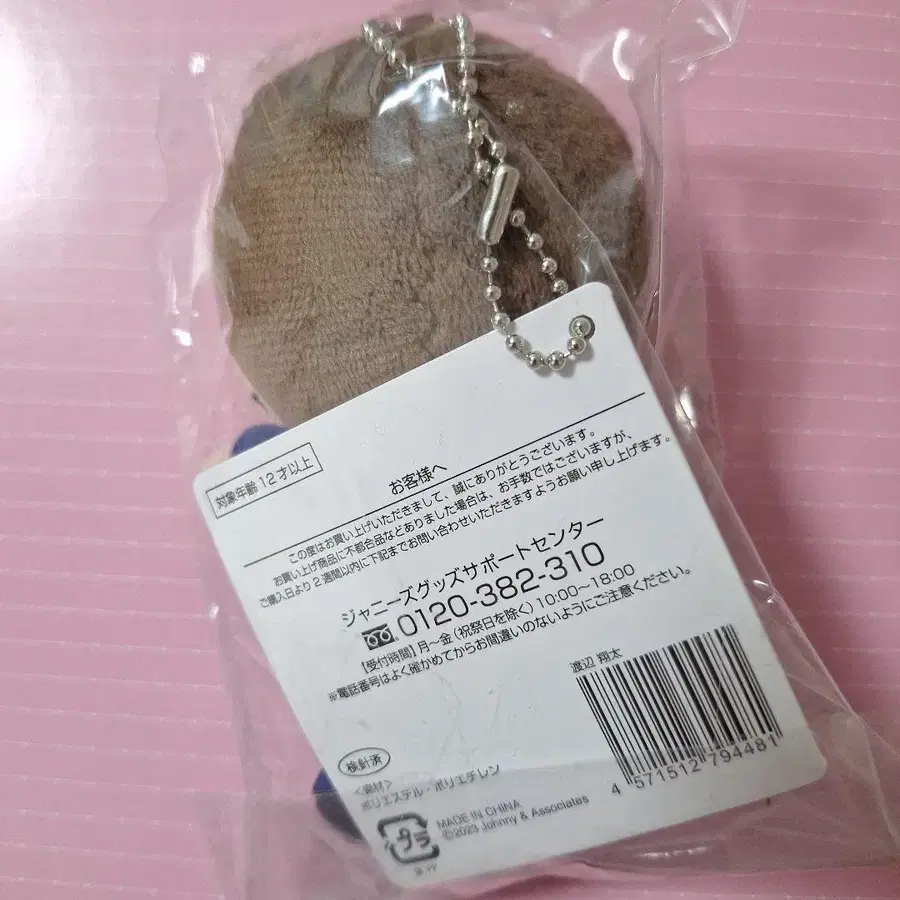 対象年齢12才以上
お客様へ
この度はお買い上げいただきまして、誠にありがとうございます。
お買い上げ商品に不都合品などありました場合は、お手数ではございますが、
ご購入日より2週間以内に下記までお問い合わせいただきますようお願い申し上げます。
ジャニーズグッズサポートセンター
0120-382-310
【受付時間】月～金(祝祭日を除く)10:00～18:00
※電話番号はよく確かめてからお間違いのないようにご注意ください。
渡辺 翔太
4 571512 794481
検針済
<素材>
ポリエステル・ポリエチレン
プラ
MADE IN CHINA
©2023 Johnny & Associates